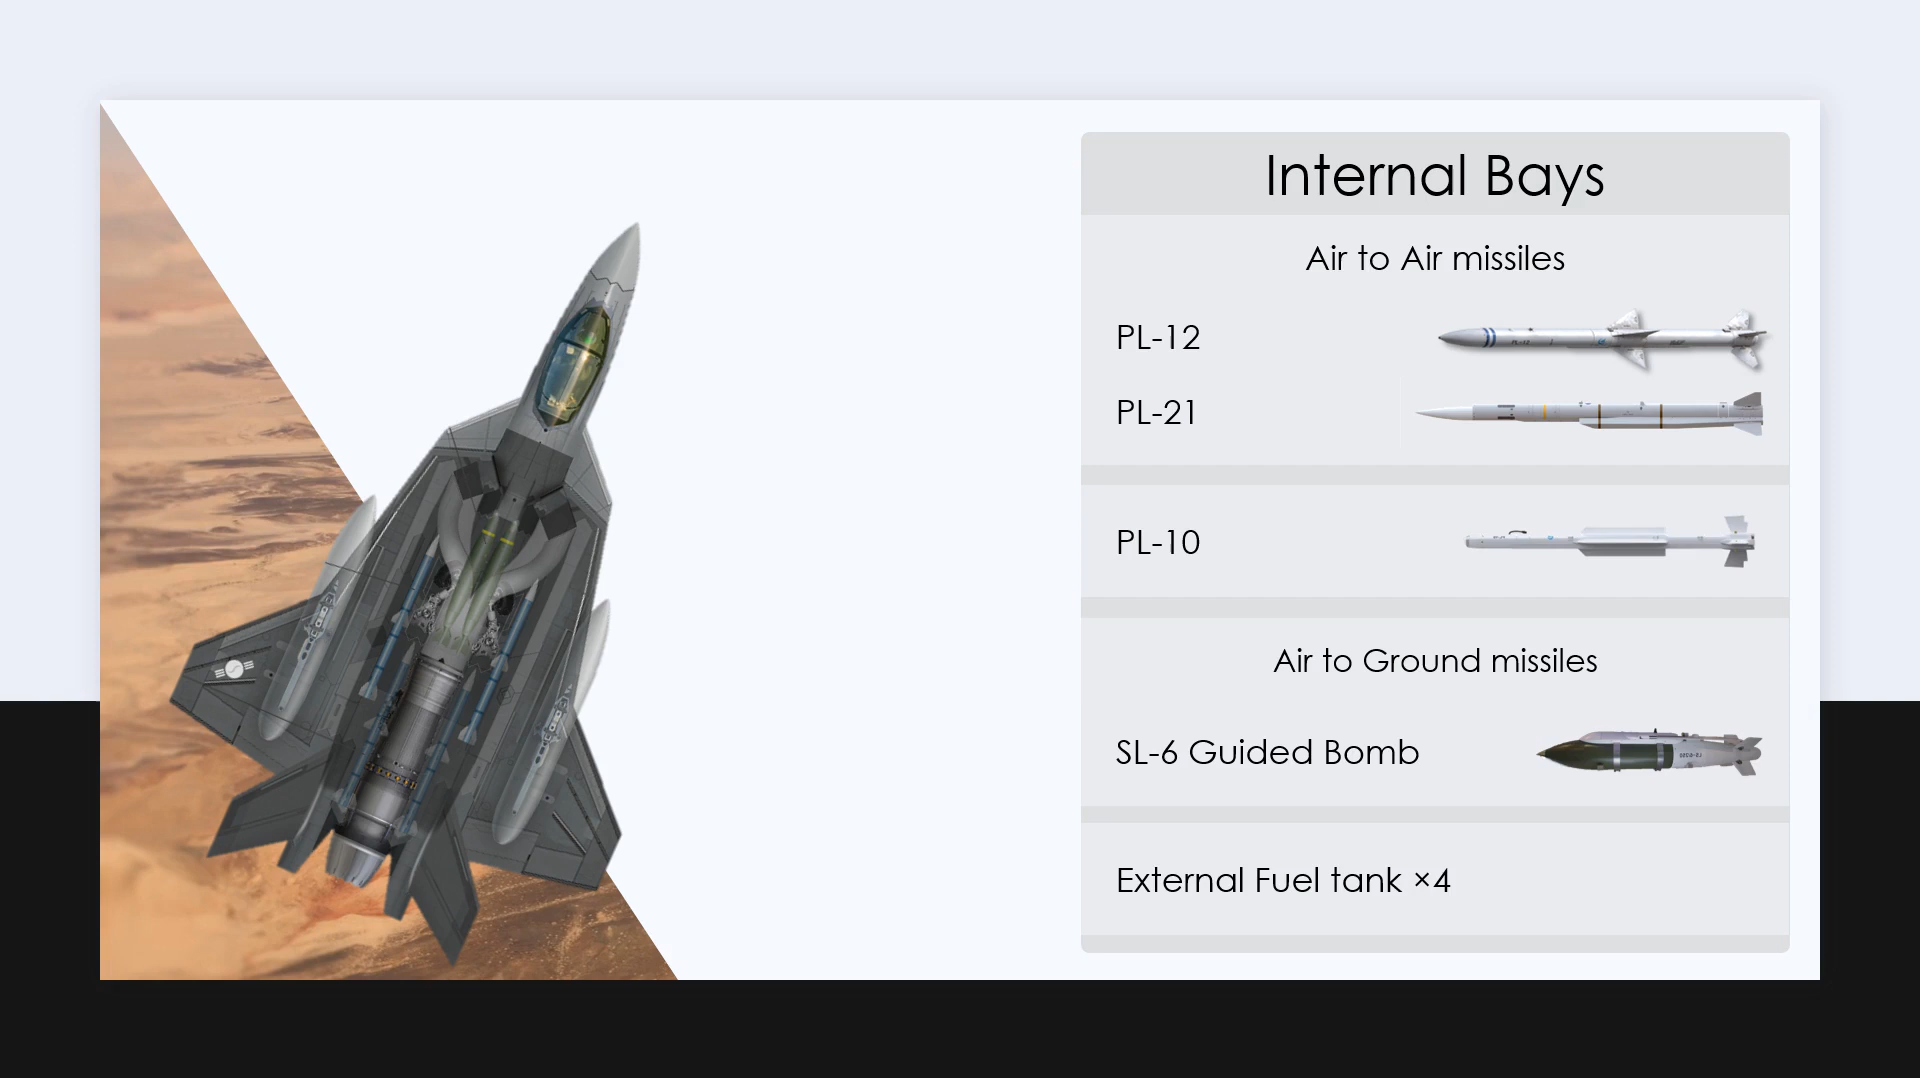 Internal Bays
Air to Air missiles
PL-12
PL-21
PL-10
Air to Ground missiles
SL-6 Guided Bomb
External Fuel tank ×4